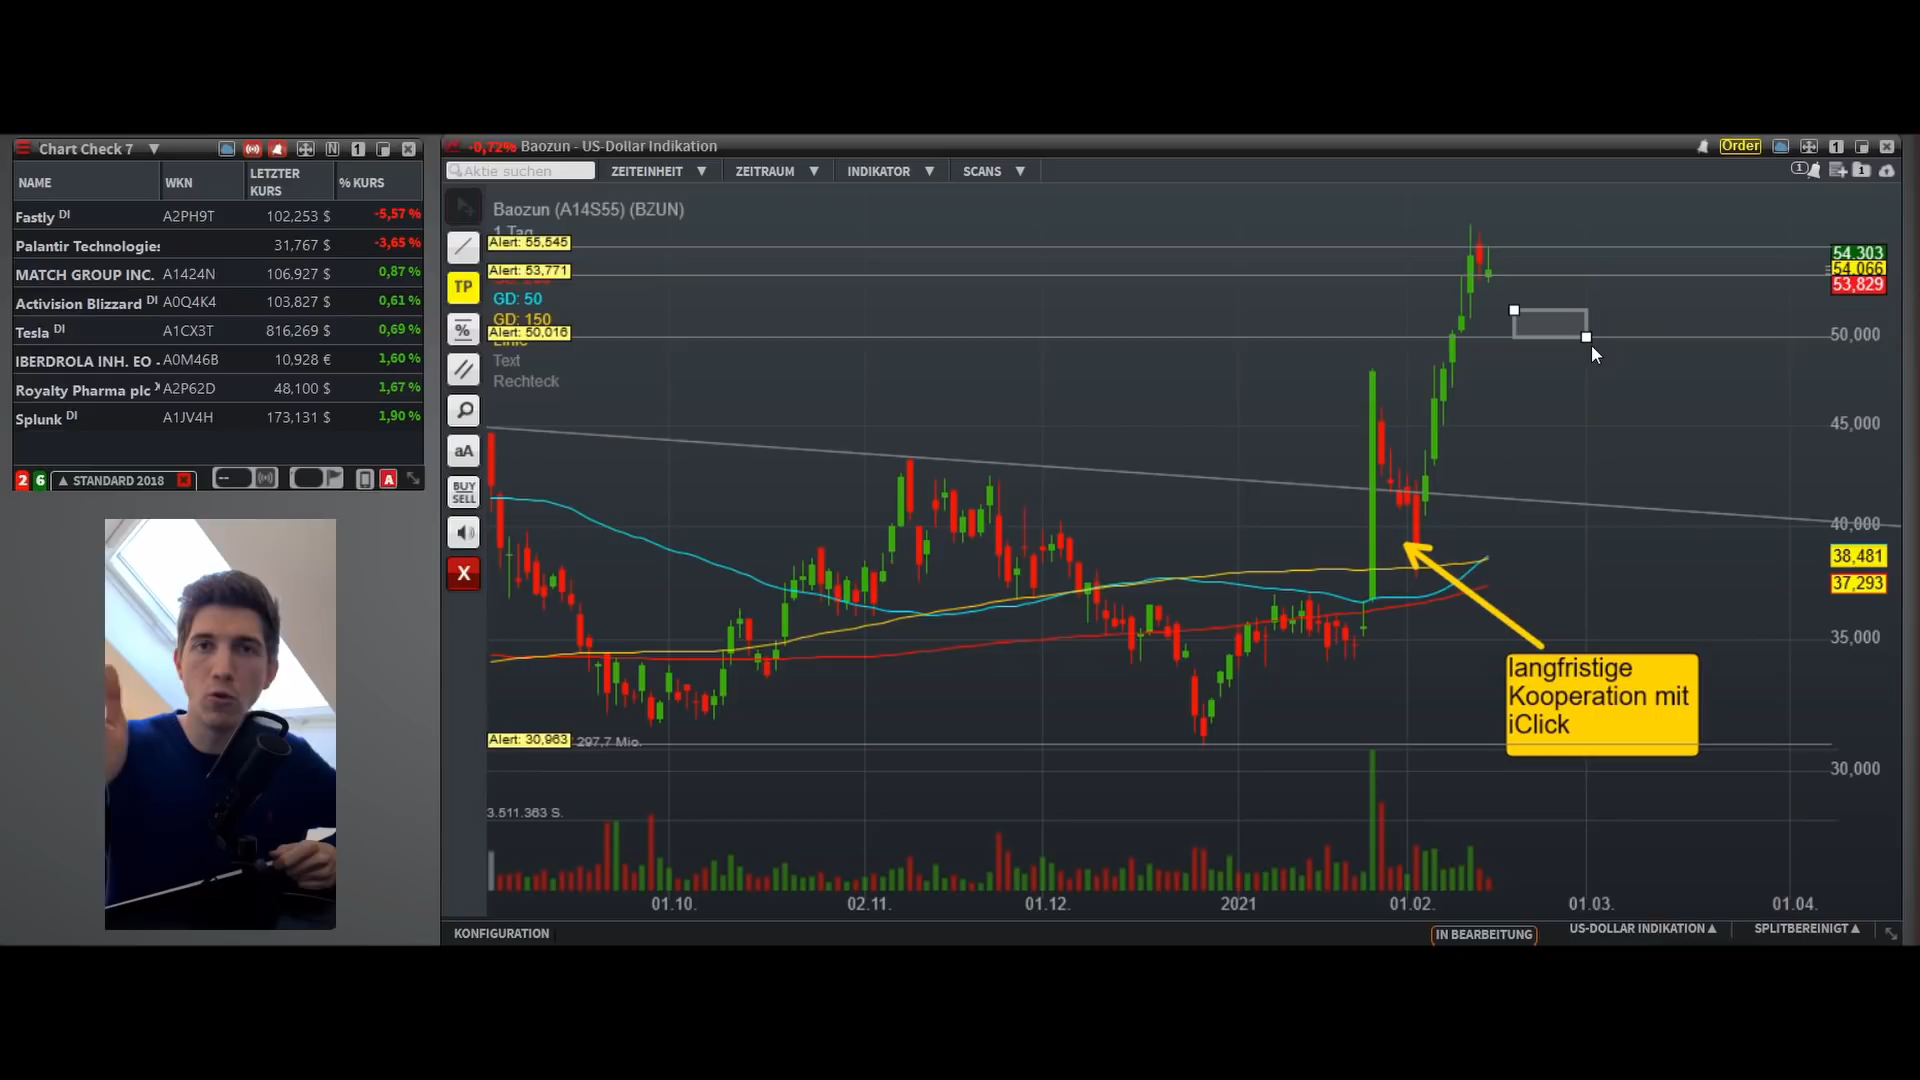 Chart Check 7
N
1
NAME WKN LETZTER KURS % KURS
Fastly DI A2PH9T 102,253 $ -5,57 %
Palantir Technologies 31,767 $ -3,65 %
MATCH GROUP INC. A1424N 106,927 $ 0,87 %
Activision Blizzard DI A0Q4K4 103,827 $ 0,61 %
Tesla DI A1CX3T 816,269 $ 0,69 %
IBERDROLA INH. EO - A0M46B 10,928 € 1,60 %
Royalty Pharma plc A2P62D 48,100 $ 1,67 %
Splunk DI A1JV4H 173,131 $ 1,90 %
2 6 STANDARD 2018 -- A
-0,72% Baozun - US-Dollar Indikation Order 1
Aktie suchen ZEITEINHEIT ZEITRAUM INDIKATOR SCANS 1 1
Baozun (A14S55) (BZUN)
1 Tag
Alert: 55,545
Alert: 53,771
TP
GD: 50
GD: 150
Alert: 50,016
%
Linie
Text
Rechteck
aA
BUY
SELL
X
54,303
54,066
53,829
50,000
45,000
40,000
38,481
37,293
35,000
30,000
langfristige
Kooperation mit
iClick
Alert: 30,963 297,7 Mio.
3.511.363 S.
01.10. 02.11. 01.12. 2021 01.02. 01.03. 01.04.
KONFIGURATION IN BEARBEITUNG US-DOLLAR INDIKATION SPLITBEREINIGT